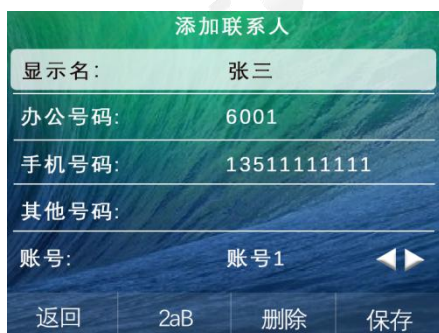 添加联系人
显示名: 张三
办公号码: 6001
手机号码: 13511111111
其他号码:
账号: 账号1
返回 2aB 删除 保存